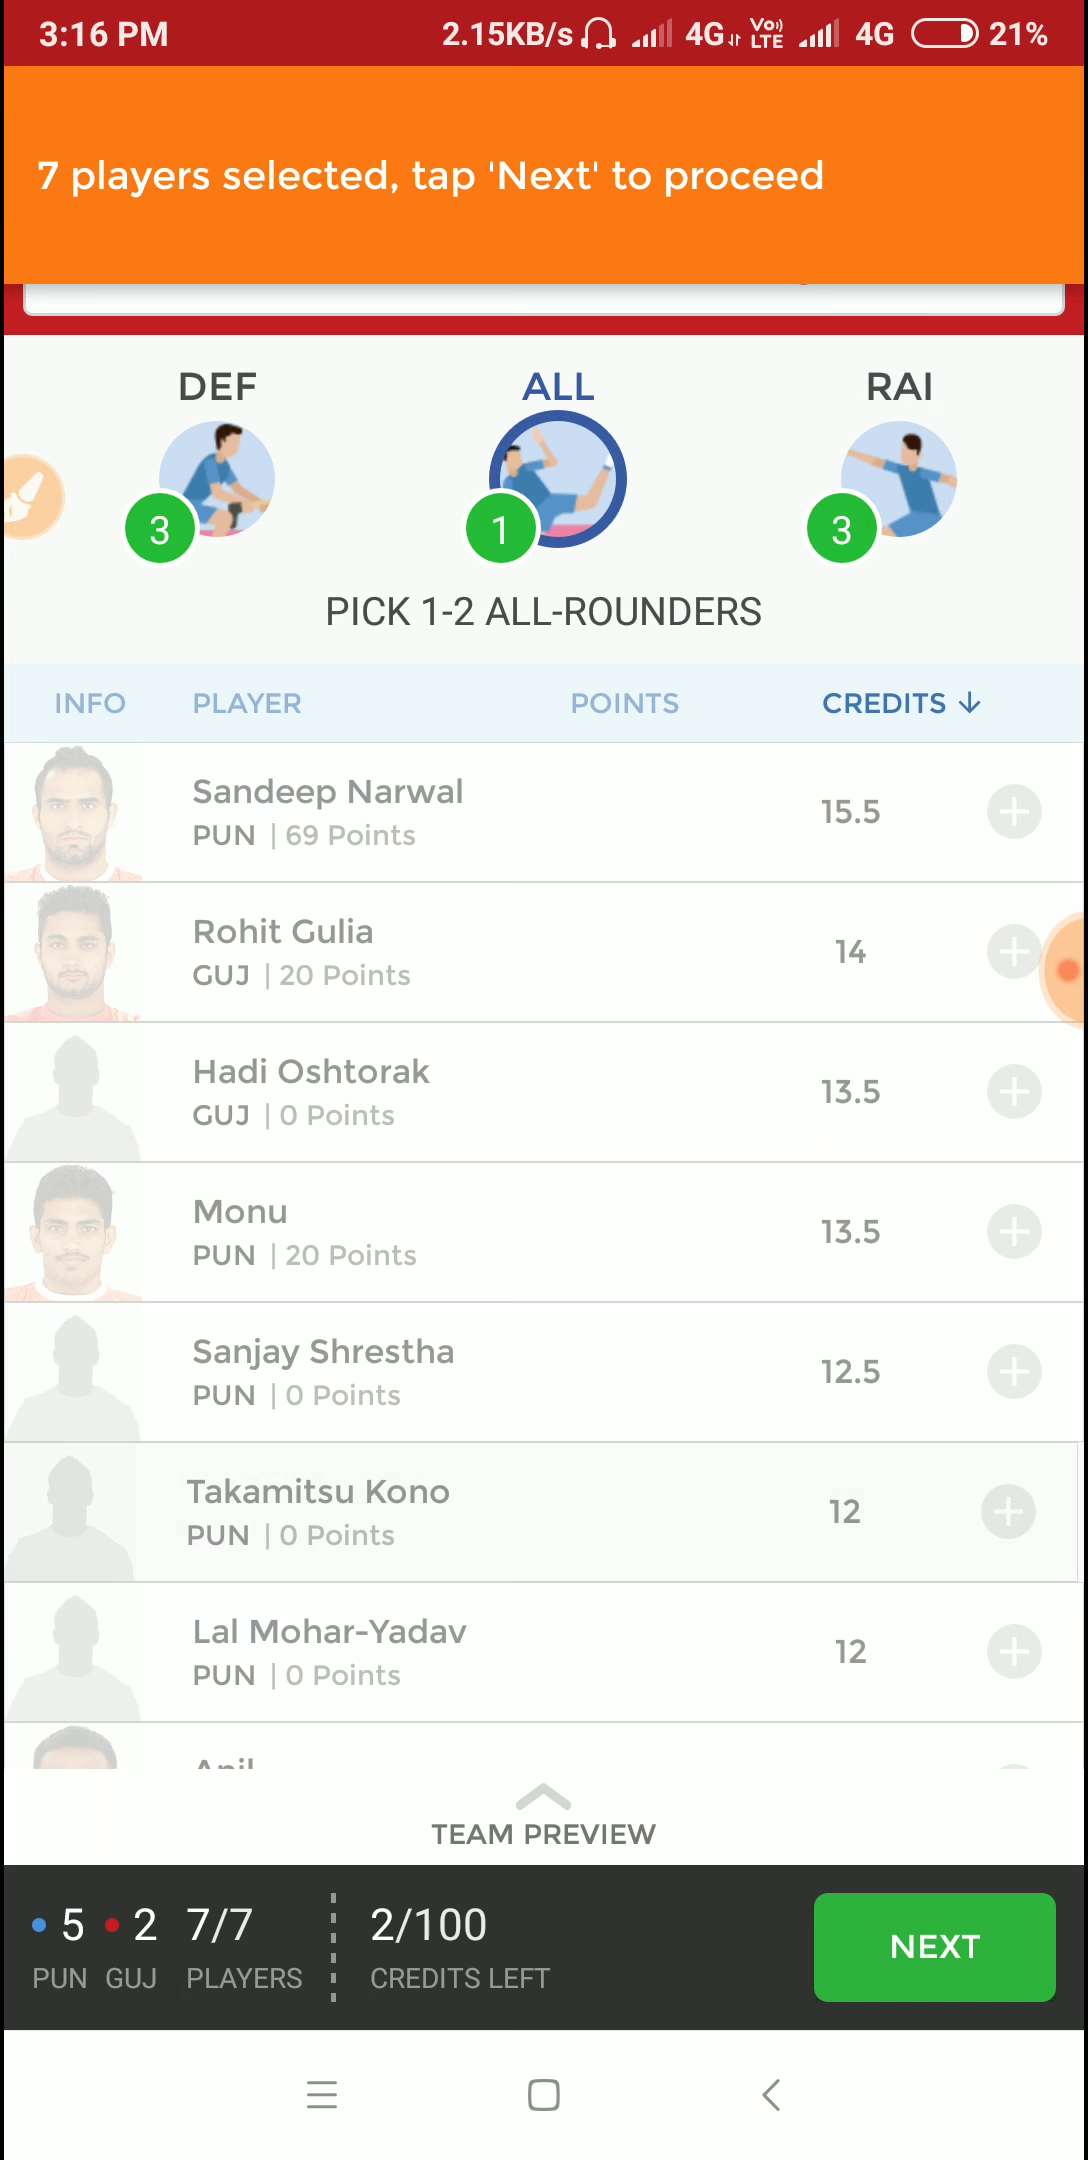 3:16 PM 2.15KB/s 4G VoLTE 4G 21%
7 players selected, tap 'Next' to proceed
DEF ALL RAI
3 1 3
PICK 1-2 ALL-ROUNDERS
INFO PLAYER POINTS CREDITS
Sandeep Narwal
PUN | 69 Points 15.5
Rohit Gulia
GUJ | 20 Points 14
Hadi Oshtorak
GUJ | 0 Points 13.5
Monu
PUN | 20 Points 13.5
Sanjay Shrestha
PUN | 0 Points 12.5
Takamitsu Kono
PUN | 0 Points 12
Lal Mohar-Yadav
PUN | 0 Points 12
TEAM PREVIEW
5 2 7/7 2/100
PUN GUJ PLAYERS CREDITS LEFT
NEXT